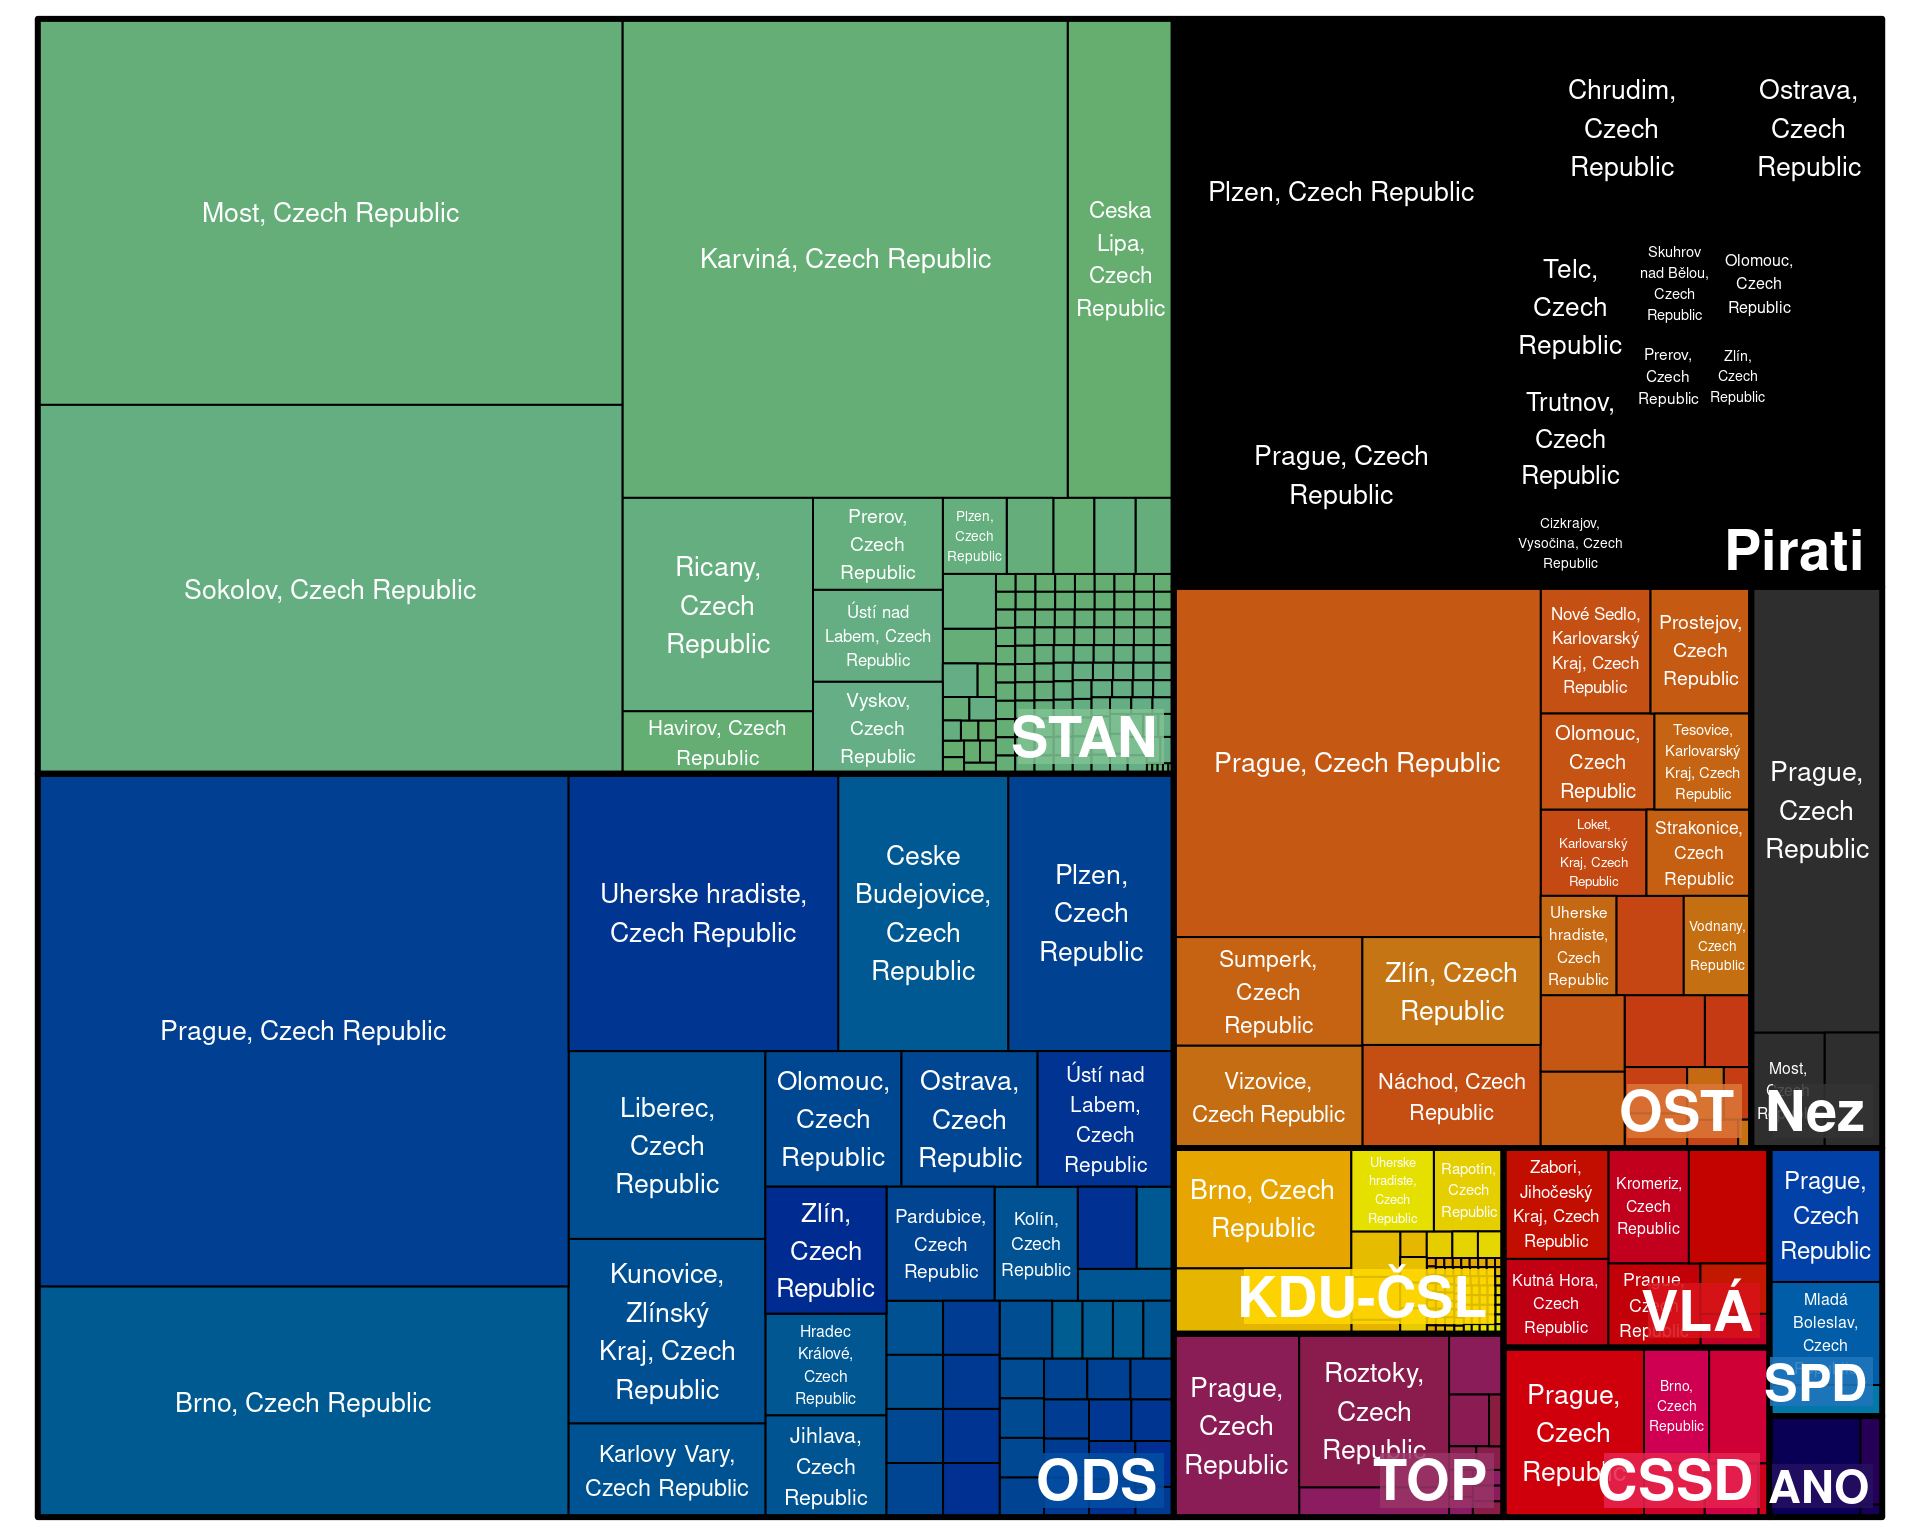 Most, Czech Republic
Sokolov, Czech Republic
Karviná, Czech Republic
Ceska
Lipa,
Czech
Republic
Ricany,
Czech
Republic
Havirov, Czech
Republic
Prerov,
Czech
Republic
Ústí nad
Labem, Czech
Republic
Vyskov,
Czech
Republic
Plzen,
Czech
Republic
STAN
Plzen, Czech Republic
Prague, Czech
Republic
Chrudim,
Czech
Republic
Ostrava,
Czech
Republic
Telc,
Czech
Republic
Skuhrov
nad Bělou,
Czech
Republic
Olomouc,
Czech
Republic
Prerov,
Czech
Republic
Zlín,
Czech
Republic
Trutnov,
Czech
Republic
Cizkrajov,
Vysočina, Czech
Republic
Pirati
Prague, Czech Republic
Brno, Czech Republic
Uherske hradiste,
Czech Republic
Ceske
Budejovice,
Czech
Republic
Plzen,
Czech
Republic
Liberec,
Czech
Republic
Kunovice,
Zlínský
Kraj, Czech
Republic
Karlovy Vary,
Czech Republic
Olomouc,
Czech
Republic
Ostrava,
Czech
Republic
Ústí nad
Labem,
Czech
Republic
Zlín,
Czech
Republic
Hradec
Králové,
Czech
Republic
Jihlava,
Czech
Republic
Pardubice,
Czech
Republic
Kolín,
Czech
Republic
ODS
Prague, Czech Republic
Sumperk,
Czech
Republic
Zlín, Czech
Republic
Vizovice,
Czech Republic
Náchod, Czech
Republic
Nové Sedlo,
Karlovarský
Kraj, Czech
Republic
Prostejov,
Czech
Republic
Olomouc,
Czech
Republic
Tesovice,
Karlovarský
Kraj, Czech
Republic
Loket,
Karlovarský
Kraj, Czech
Republic
Strakonice,
Czech
Republic
Uherske
hradiste,
Czech
Republic
Vodnany,
Czech
Republic
OST
Prague,
Czech
Republic
Most,
Czech
Nez
Brno, Czech
Republic
Uherske
hradiste,
Czech
Republic
Rapotín,
Czech
Republic
KDU-ČSL
Zabori,
Jihočeský
Kraj, Czech
Republic
Kromeriz,
Czech
Republic
Kutná Hora,
Czech
Republic
Prague,
Czech
Republic
VLÁ
Prague,
Czech
Republic
Mladá
Boleslav,
Czech
SPD
Prague,
Czech
Republic
Roztoky,
Czech
Republic
TOP
Prague,
Czech
Republic
Brno,
Czech
Republic
CSSD
ANO